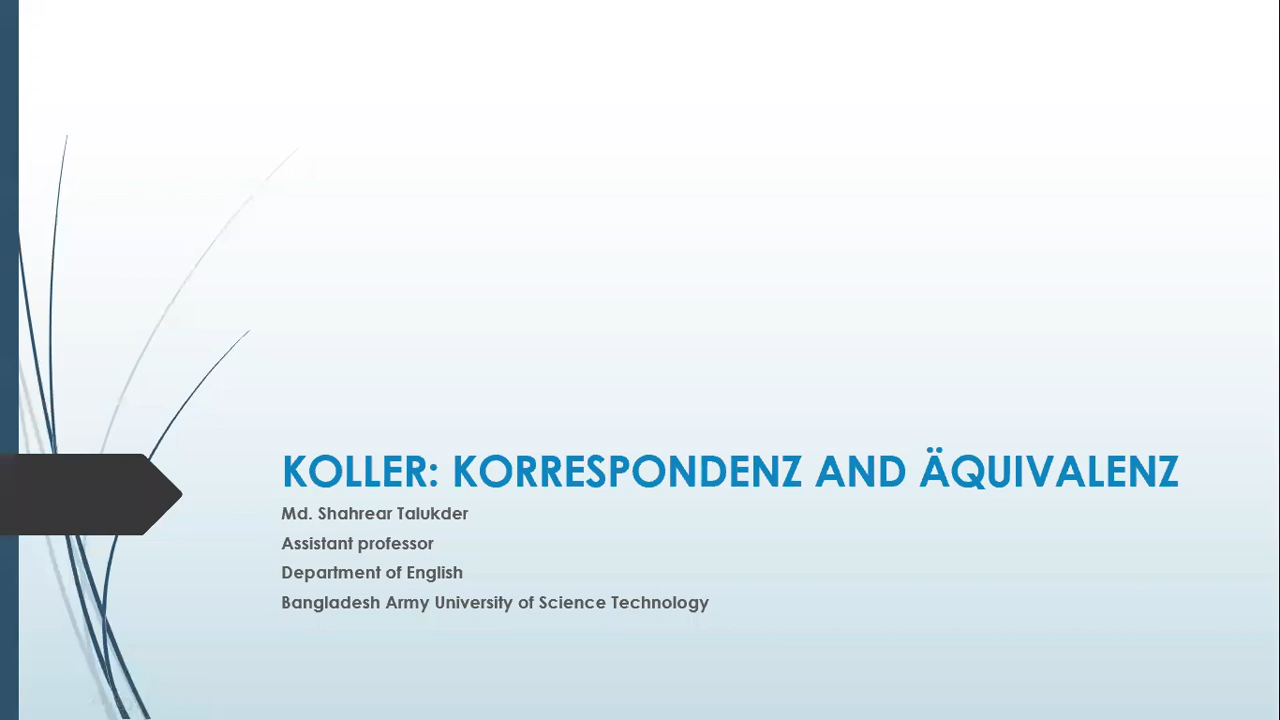 KOLLER: KORRESPONDENZ AND ÄQUIVALENZ
Md. Shahrear Talukder
Assistant professor
Department of English
Bangladesh Army University of Science Technology